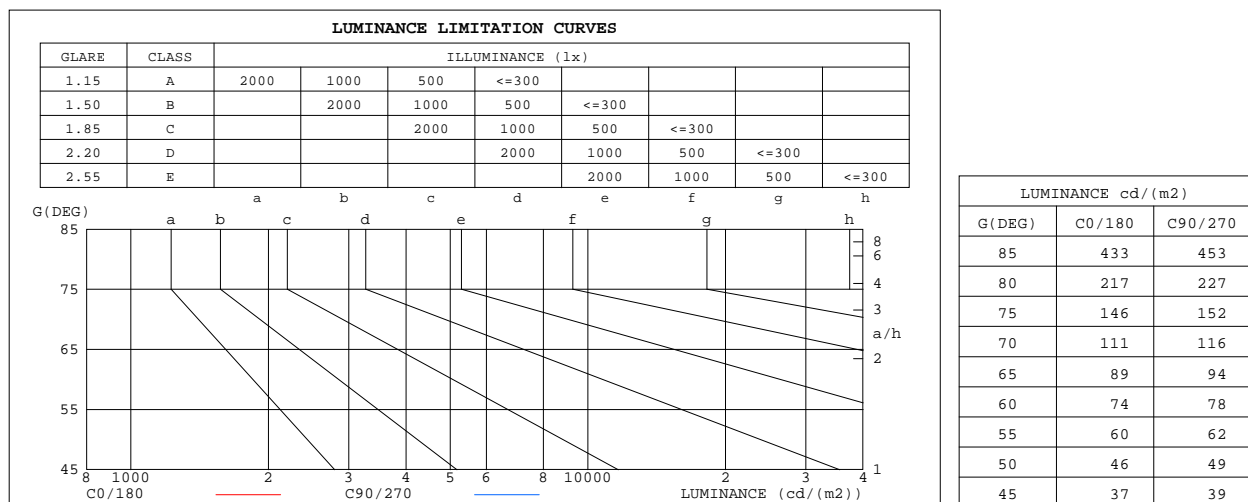 LUMINANCE LIMITATION CURVES
GLARE CLASS ILLUMINANCE (lx)
1.15 A 2000 1000 500 <=300
1.50 B 2000 1000 500 <=300
1.85 C 2000 1000 500 <=300
2.20 D 2000 1000 500 <=300
2.55 E 2000 1000 500 <=300
a b c d e f g h
G(DEG)
a b c d e f g h
85
75
65
55
45
8
6
4
3
a/h
2
1
8 1000 2 3 4 5 6 8 10000 2 3 4
C0/180 C90/270 LUMINANCE (cd/(m2))
LUMINANCE cd/(m2)
G(DEG) C0/180 C90/270
85 433 453
80 217 227
75 146 152
70 111 116
65 89 94
60 74 78
55 60 62
50 46 49
45 37 39